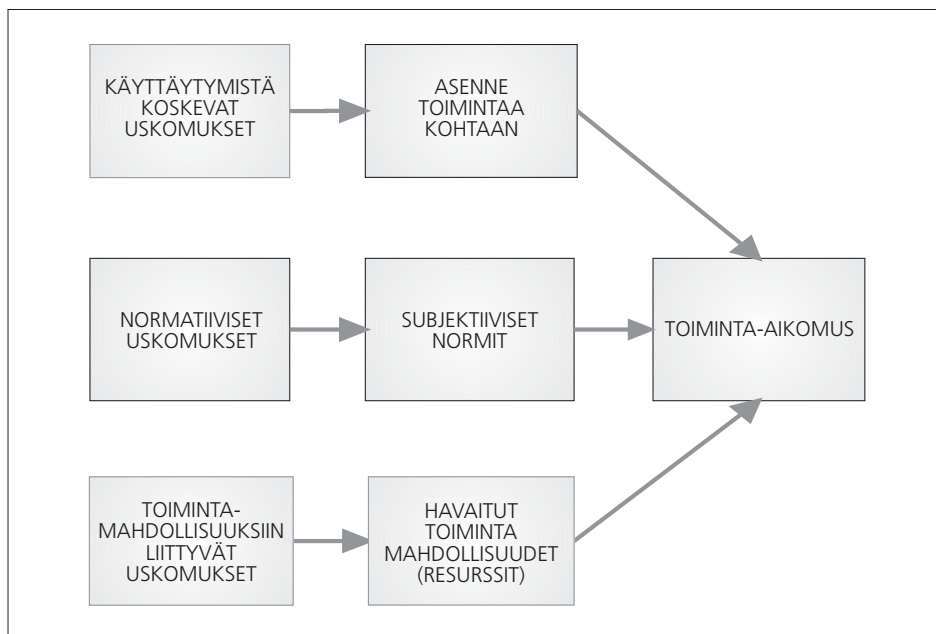 KÄYTTÄYTYMISTÄ
KOSKEVAT
USKOMUKSET
ASENNE
TOIMINTAA
KOHTAAN
NORMATIIVISET
USKOMUKSET
SUBJEKTIIVISET
NORMIT
TOIMINTA-AIKOMUS
TOIMINTA-
MAHDOLLISUUKSIIN
LIITTYVÄT
USKOMUKSET
HAVAITUT
TOIMINTA
MAHDOLLISUUDET
(RESURSSIT)